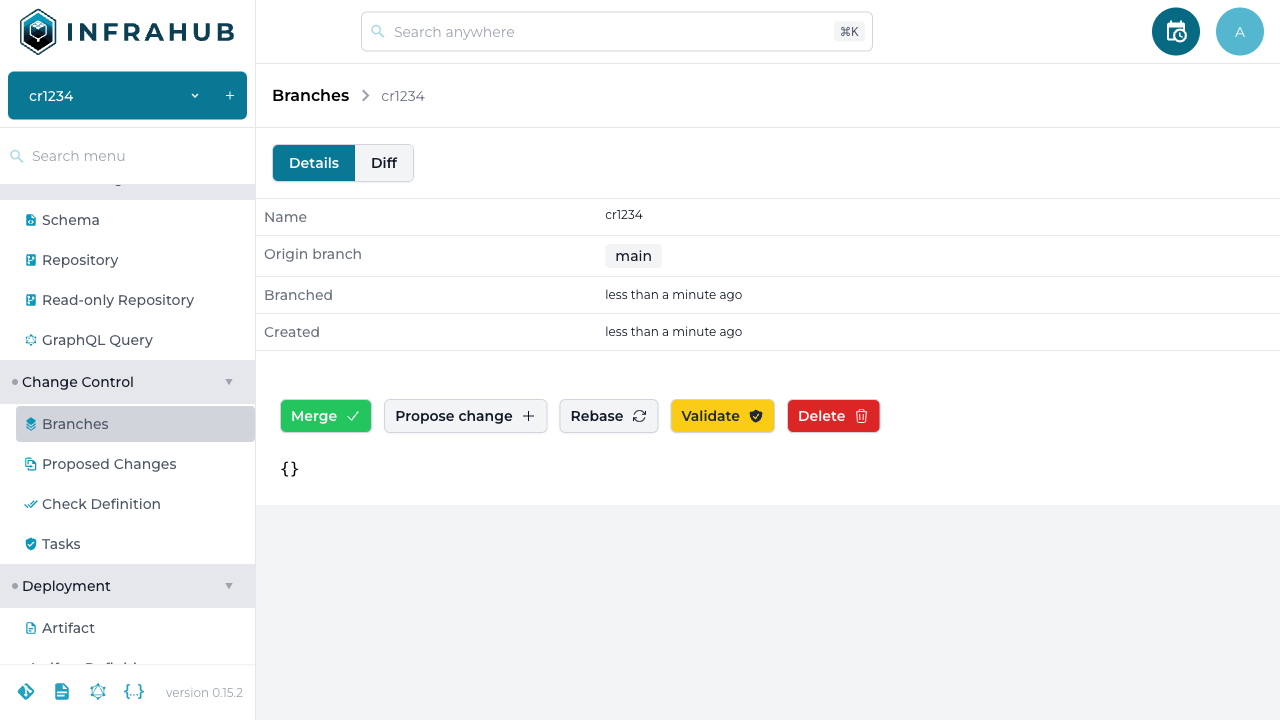 INFRAHUB
Search anywhere
⌘K
A
cr1234
+
Branches
cr1234
Search menu
Details
Diff
Schema
Name
cr1234
Repository
Origin branch
main
Read-only Repository
Branched
less than a minute ago
GraphQL Query
Created
less than a minute ago
Change Control
Branches
Merge
Propose change
Rebase
Validate
Delete
Proposed Changes
{}
Check Definition
Tasks
Deployment
Artifact
version 0.15.2